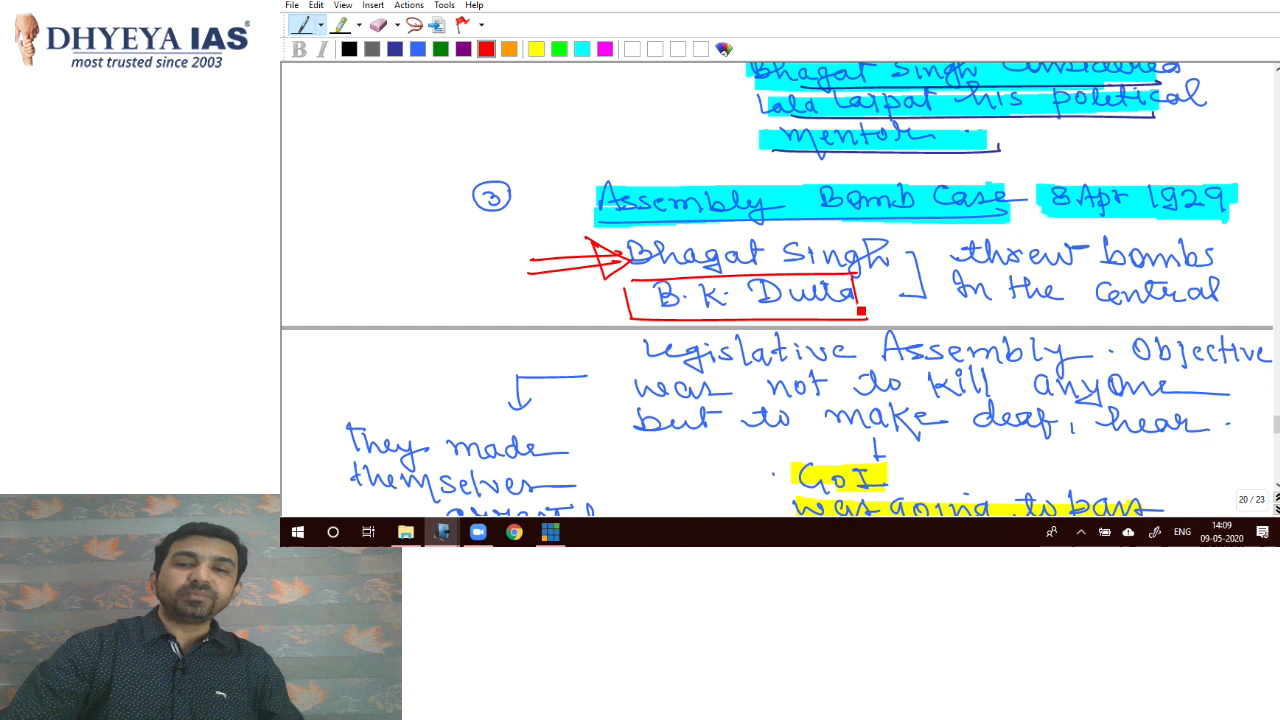 DHYEYA IAS®
most trusted since 2003
File Edit View Insert Actions Tools Help
B I
Bhagat Singh considered
Lala Lajpat his political
mentor.
3 Assembly Bomb Case 8 Apr 1929
Bhagat Singh threw bombs
B. K. Dutta In the central
Legislative Assembly. Objective
was not to kill anyone
but to make deaf, hear.
They made
themselves
GoI
was going to pass
20 / 23
ENG
14:09
09-05-2020